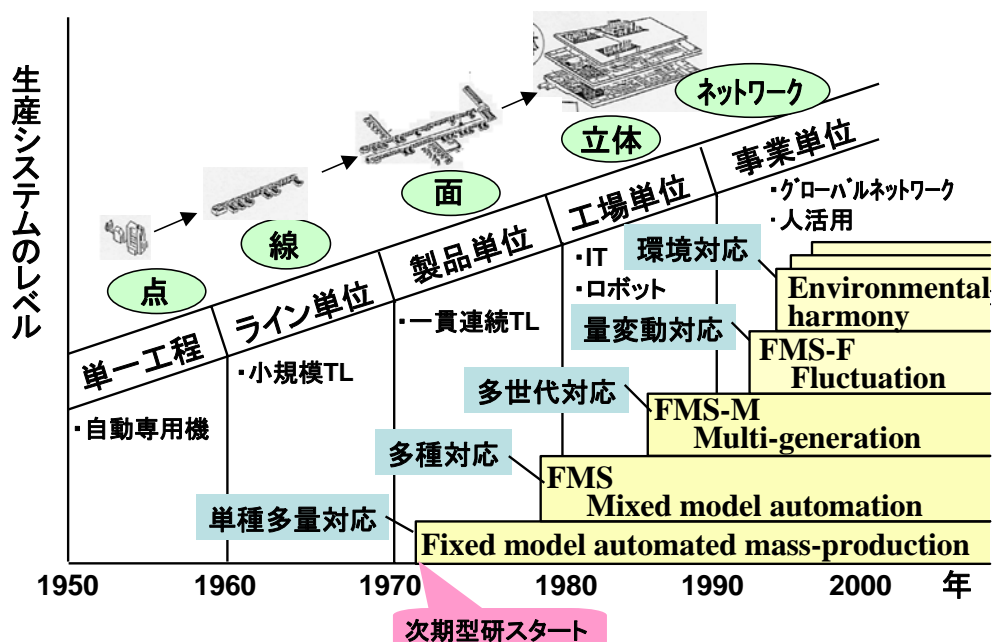 生産システムのレベル
ネットワーク
立体
面
線
点
事業単位
工場単位
製品単位
ライン単位
単一工程
・グローバルネットワーク
・人活用
・IT
・ロボット
・一貫連続TL
・小規模TL
・自動専用機
環境対応
Environmental-
harmony
量変動対応
FMS-F
Fluctuation
多世代対応
FMS-M
Multi-generation
多種対応
FMS
Mixed model automation
単種多量対応
Fixed model automated mass-production
1950 1960 1970 1980 1990 2000 年
次期型研スタート